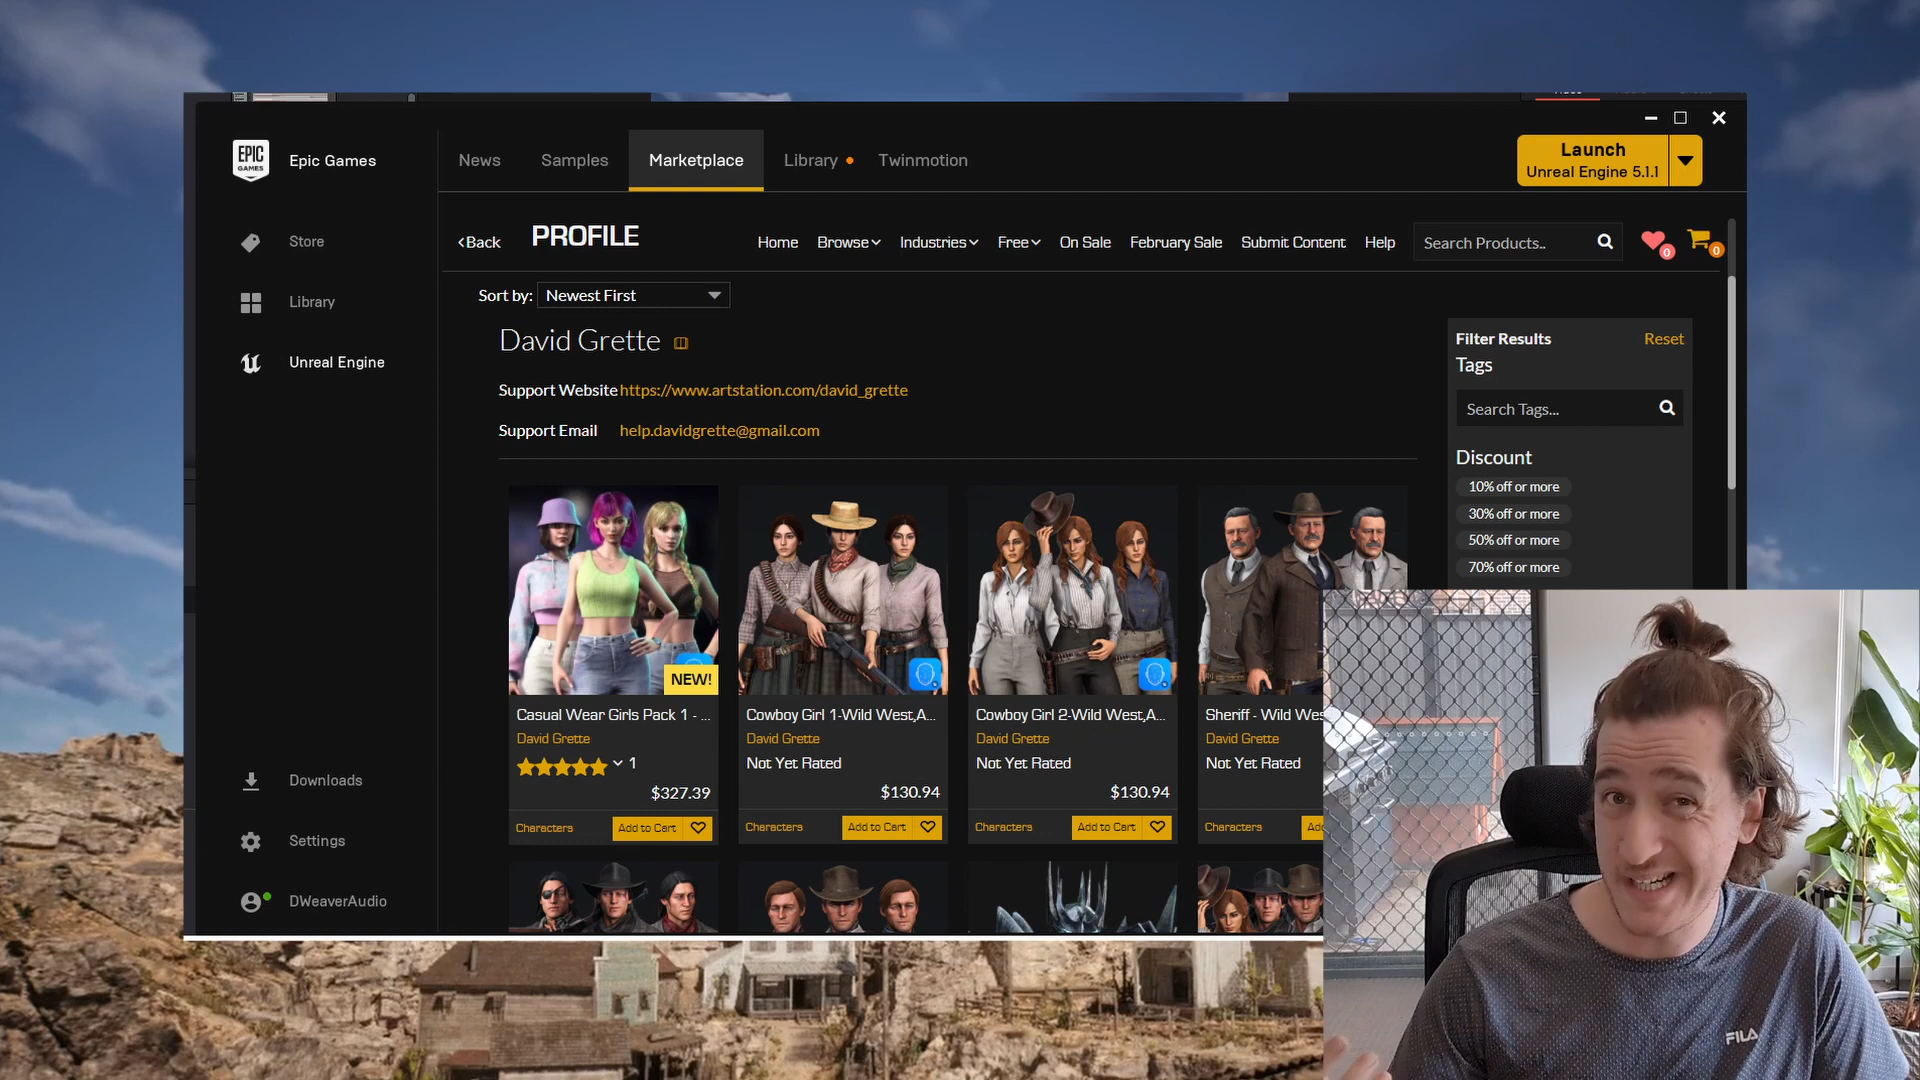 EPIC
GAMES
Epic Games
News
Samples
Marketplace
Library
Twinmotion
Launch
Unreal Engine 5.1.1
Store
Library
Unreal Engine
Downloads
Settings
DWeaverAudio
Back
PROFILE
Home
Browse
Industries
Free
On Sale
February Sale
Submit Content
Help
Search Products..
0
0
Sort by:
Newest First
David Grette
Support Website https://www.artstation.com/david_grette
Support Email help.davidgrette@gmail.com
Filter Results
Reset
Tags
Search Tags...
Discount
10% off or more
30% off or more
50% off or more
70% off or more
NEW!
Casual Wear Girls Pack 1 - ...
David Grette
1
$327.39
Characters
Add to Cart
Cowboy Girl 1-Wild West,A...
David Grette
Not Yet Rated
$130.94
Characters
Add to Cart
Cowboy Girl 2-Wild West,A...
David Grette
Not Yet Rated
$130.94
Characters
Add to Cart
Sheriff - Wild Wes
David Grette
Not Yet Rated
Characters
FILA